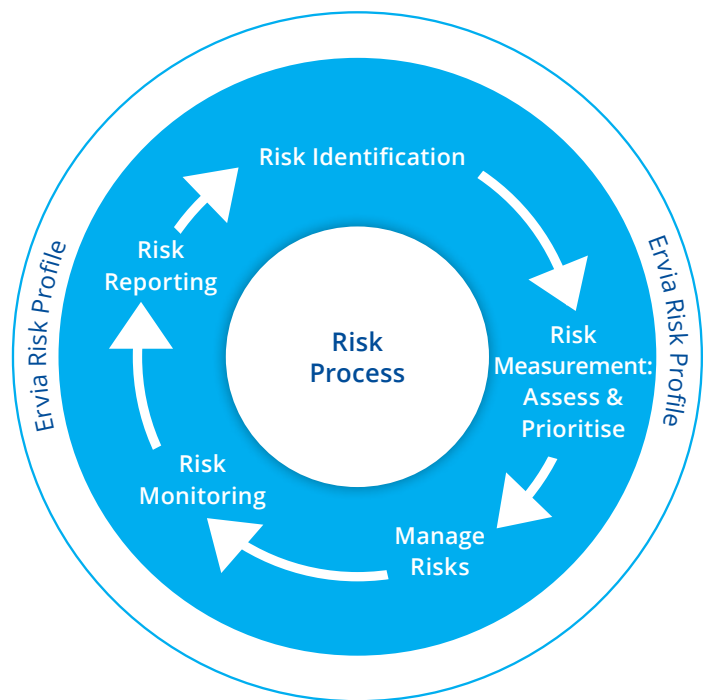 Risk Identification
Risk
Measurement:
Assess &
Prioritise
Manage
Risks
Risk
Monitoring
Risk
Reporting
Risk
Process
Ervia Risk Profile
Ervia Risk Profile